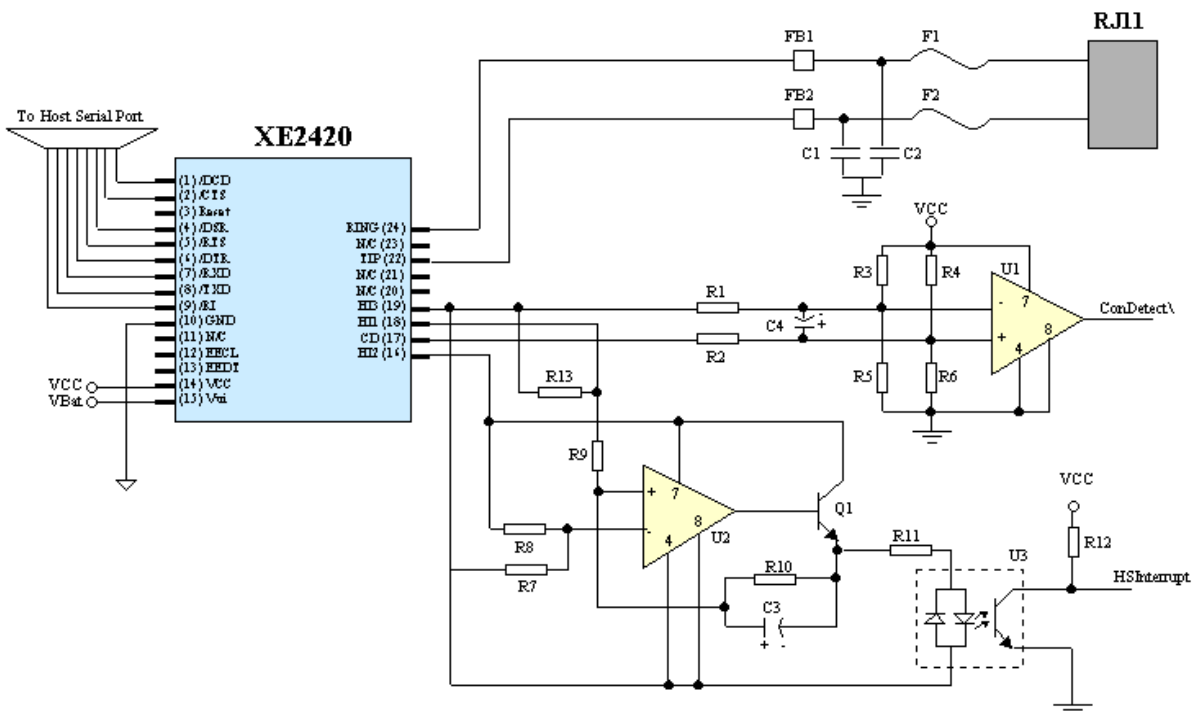 RJ11
FB1
F1
FB2
F2
C1
C2
To Host Serial Port
XE2420
(1) /DCD
(2) /CTS
(3) Reset
(4) /DSR
(5) /RTS
(6) /DTR
(7) /RXD
(8) /TXD
(9) /RI
(10) GND
(11) N/C
(12) EECL
(13) EEDT
(14) VCC
(15)
RING (24)
N/C (23)
TIP (22)
N/C (21)
N/C (20)
HI3 (19)
HI1 (18)
CD (17)
HI2 (16)
VCC
VBat
VCC
R3
R4
U1
R1
7
-
C4
-
+
ConDetect\
8
+
R2
4
R5
R6
R13
R9
+
7
Q1
VCC
-
8
U2
R8
4
R11
R12
R7
R10
U3
HSInterrupt
C3
+
-